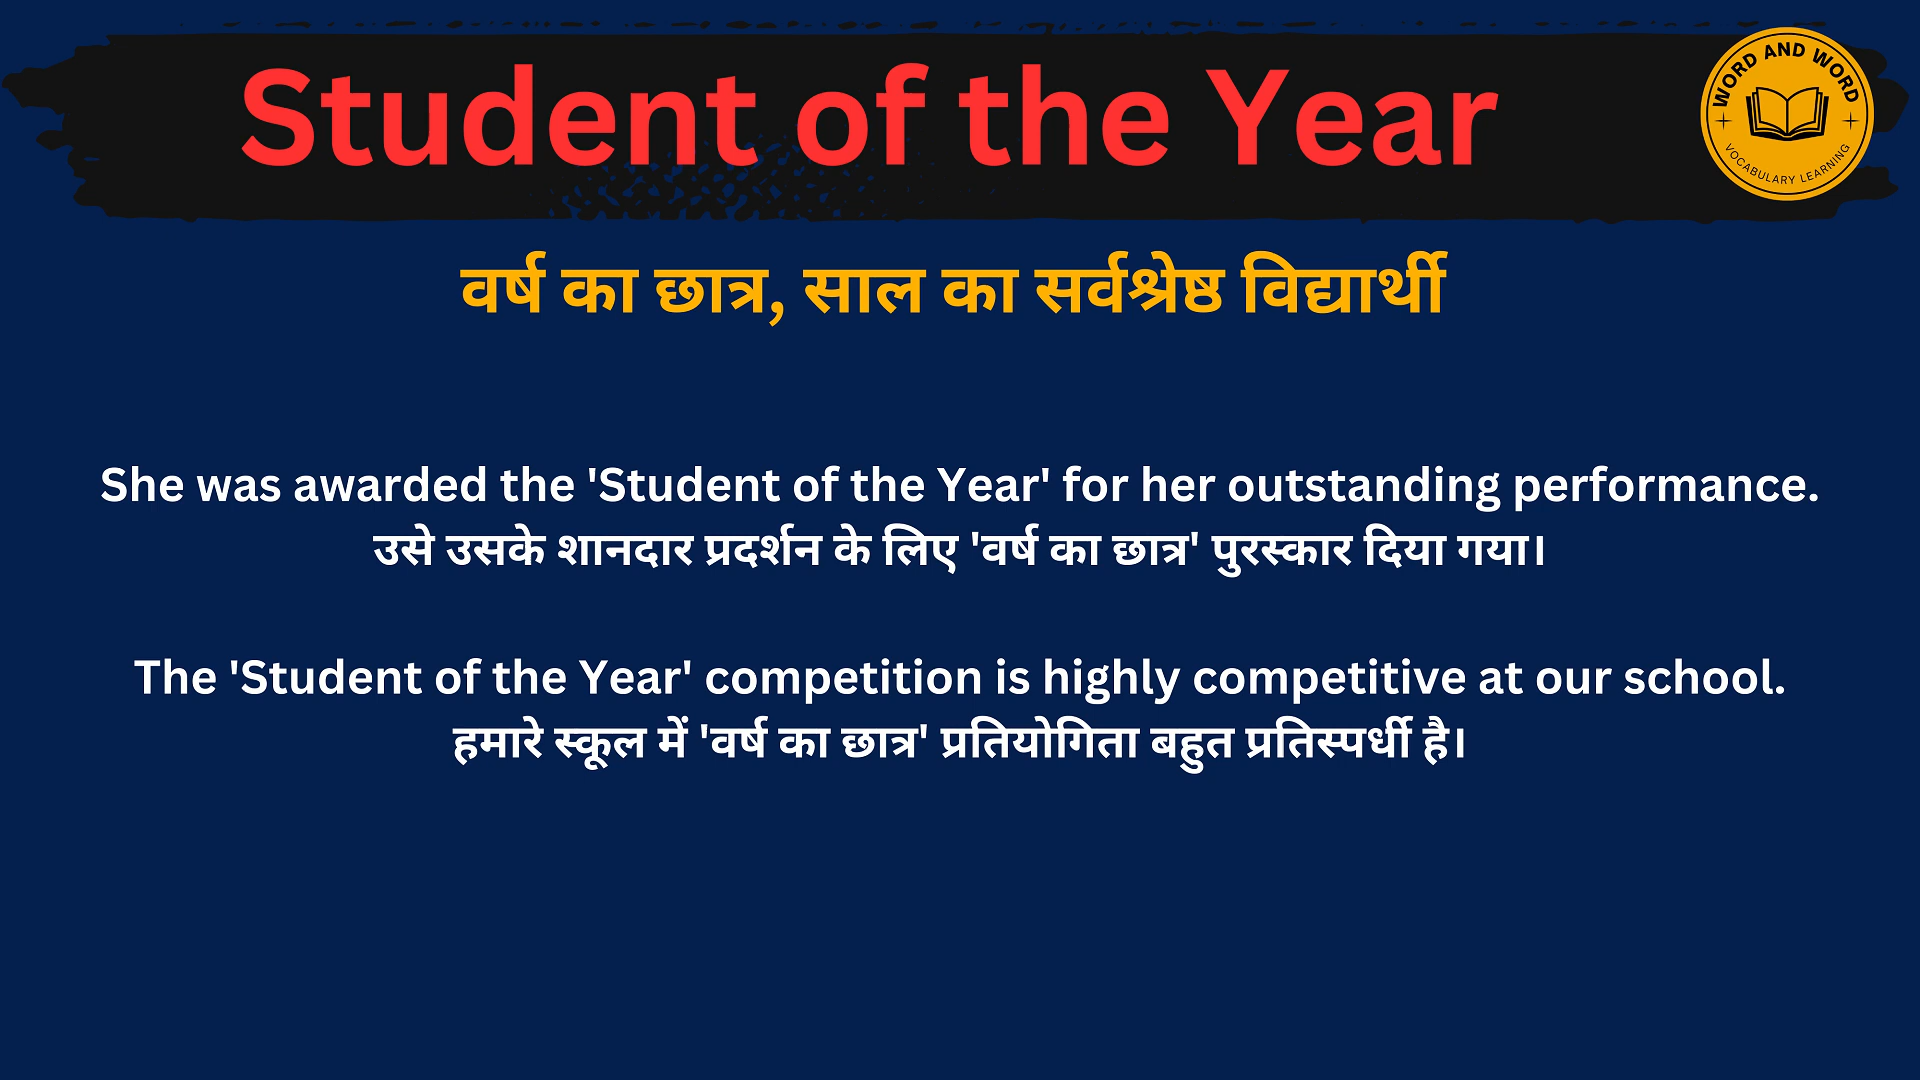 Student of the Year
WORD AND WORD
VOCABULARY LEARNING
वर्ष का छात्र, साल का सर्वश्रेष्ठ विद्यार्थी
She was awarded the 'Student of the Year' for her outstanding performance.
उसे उसके शानदार प्रदर्शन के लिए 'वर्ष का छात्र' पुरस्कार दिया गया।
The 'Student of the Year' competition is highly competitive at our school.
हमारे स्कूल में 'वर्ष का छात्र' प्रतियोगिता बहुत प्रतिस्पर्धी है।